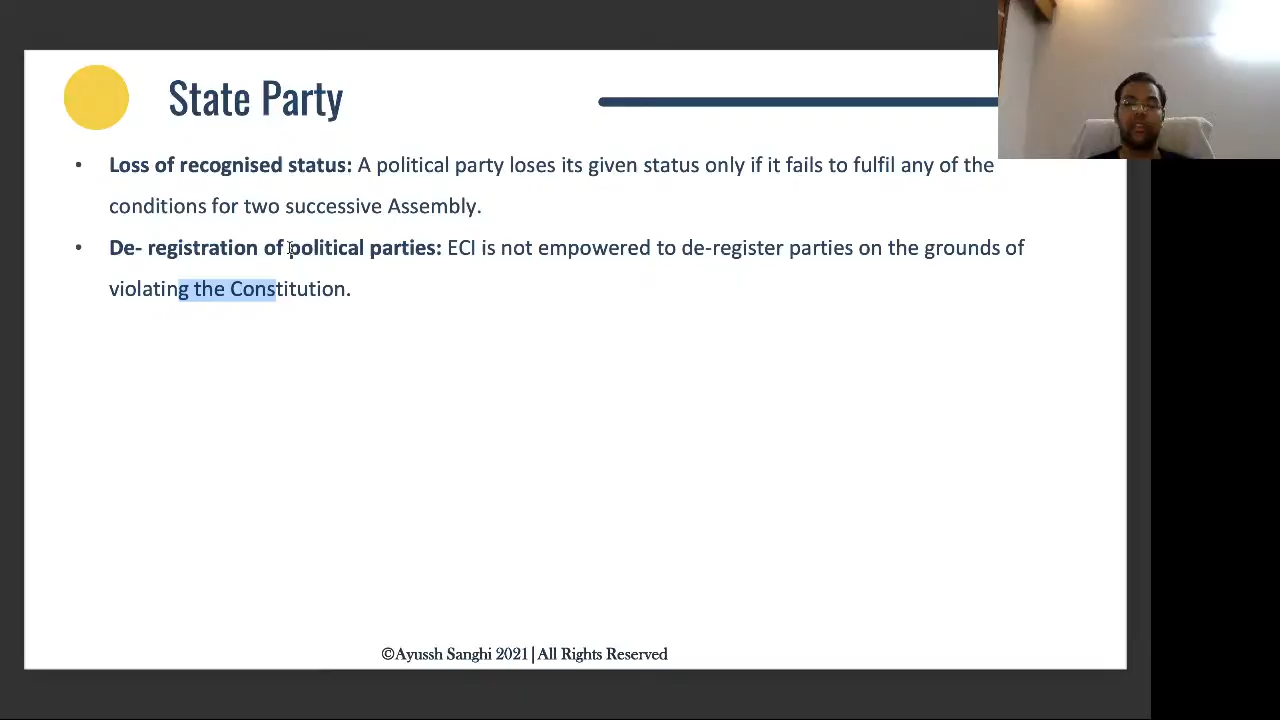 State Party
• Loss of recognised status: A political party loses its given status only if it fails to fulfil any of the
conditions for two successive Assembly.
• De- registration of political parties: ECI is not empowered to de-register parties on the grounds of
violating the Constitution.
©Ayussh Sanghi 2021|All Rights Reserved